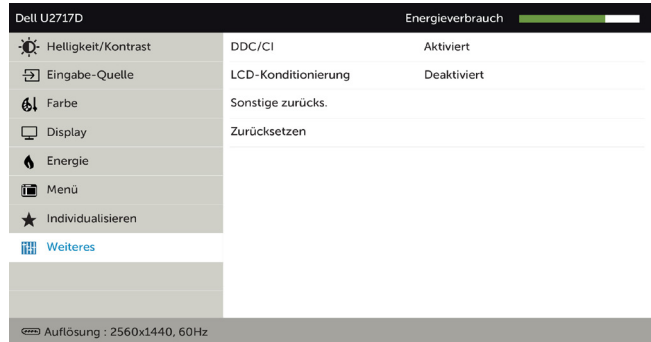 Dell U2717D Energieverbrauch
Helligkeit/Kontrast DDC/CI Aktiviert
Eingabe-Quelle LCD-Konditionierung Deaktiviert
Farbe Sonstige zurücks.
Display Zurücksetzen
Energie
Menü
Individualisieren
Weiteres
Auflösung : 2560x1440, 60Hz